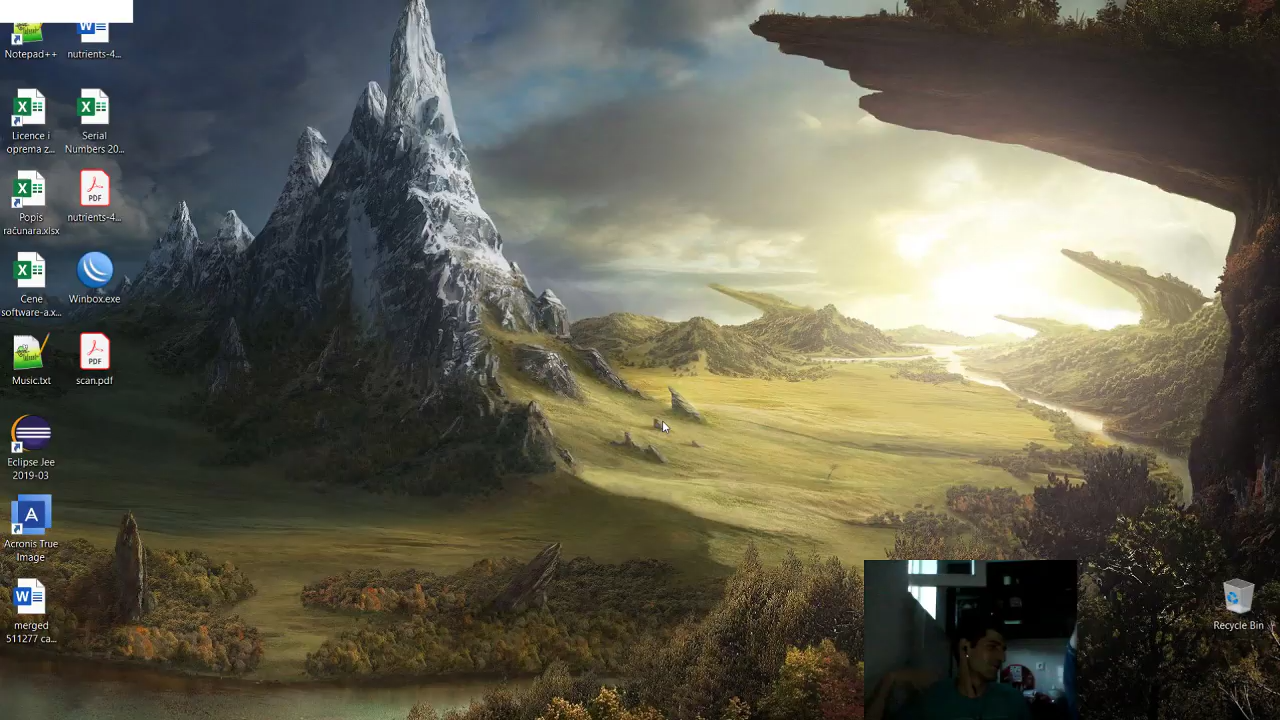 Notepad++
nutrients-4...
Licence i
oprema z...
Serial
Numbers 20...
Popis
računara.xlsx
nutrients-4...
Cene
software-a.x...
Winbox.exe
Music.txt
scan.pdf
Eclipse Jee
2019-03
Acronis True
Image
merged
511277 ca...
Recycle Bin